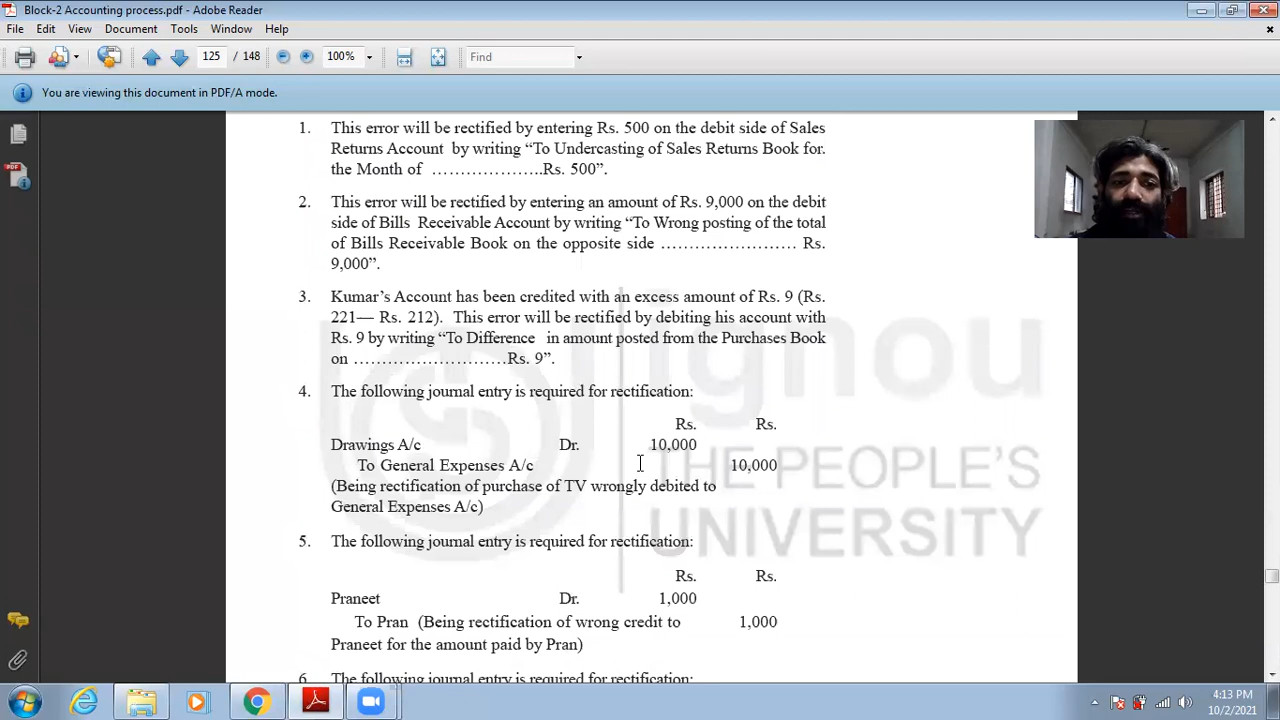 Block-2 Accounting process.pdf - Adobe Reader
File Edit View Document Tools Window Help
125 / 148 100% Find
You are viewing this document in PDF/A mode.
1. This error will be rectified by entering Rs. 500 on the debit side of Sales
Returns Account by writing “To Undercasting of Sales Returns Book for.
the Month of ………………..Rs. 500”.
2. This error will be rectified by entering an amount of Rs. 9,000 on the debit
side of Bills Receivable Account by writing “To Wrong posting of the total
of Bills Receivable Book on the opposite side …………………… Rs.
9,000”.
3. Kumar’s Account has been credited with an excess amount of Rs. 9 (Rs.
221— Rs. 212). This error will be rectified by debiting his account with
Rs. 9 by writing “To Difference in amount posted from the Purchases Book
on ……………………Rs. 9”.
4. The following journal entry is required for rectification:
Rs. Rs.
Drawings A/c Dr. 10,000
To General Expenses A/c 10,000
(Being rectification of purchase of TV wrongly debited to
General Expenses A/c)
5. The following journal entry is required for rectification:
Rs. Rs.
Praneet Dr. 1,000
To Pran (Being rectification of wrong credit to 1,000
Praneet for the amount paid by Pran)
6. The following journal entry is required for rectification:
ignou
THE PEOPLE'S
UNIVERSITY
4:13 PM
10/2/2021